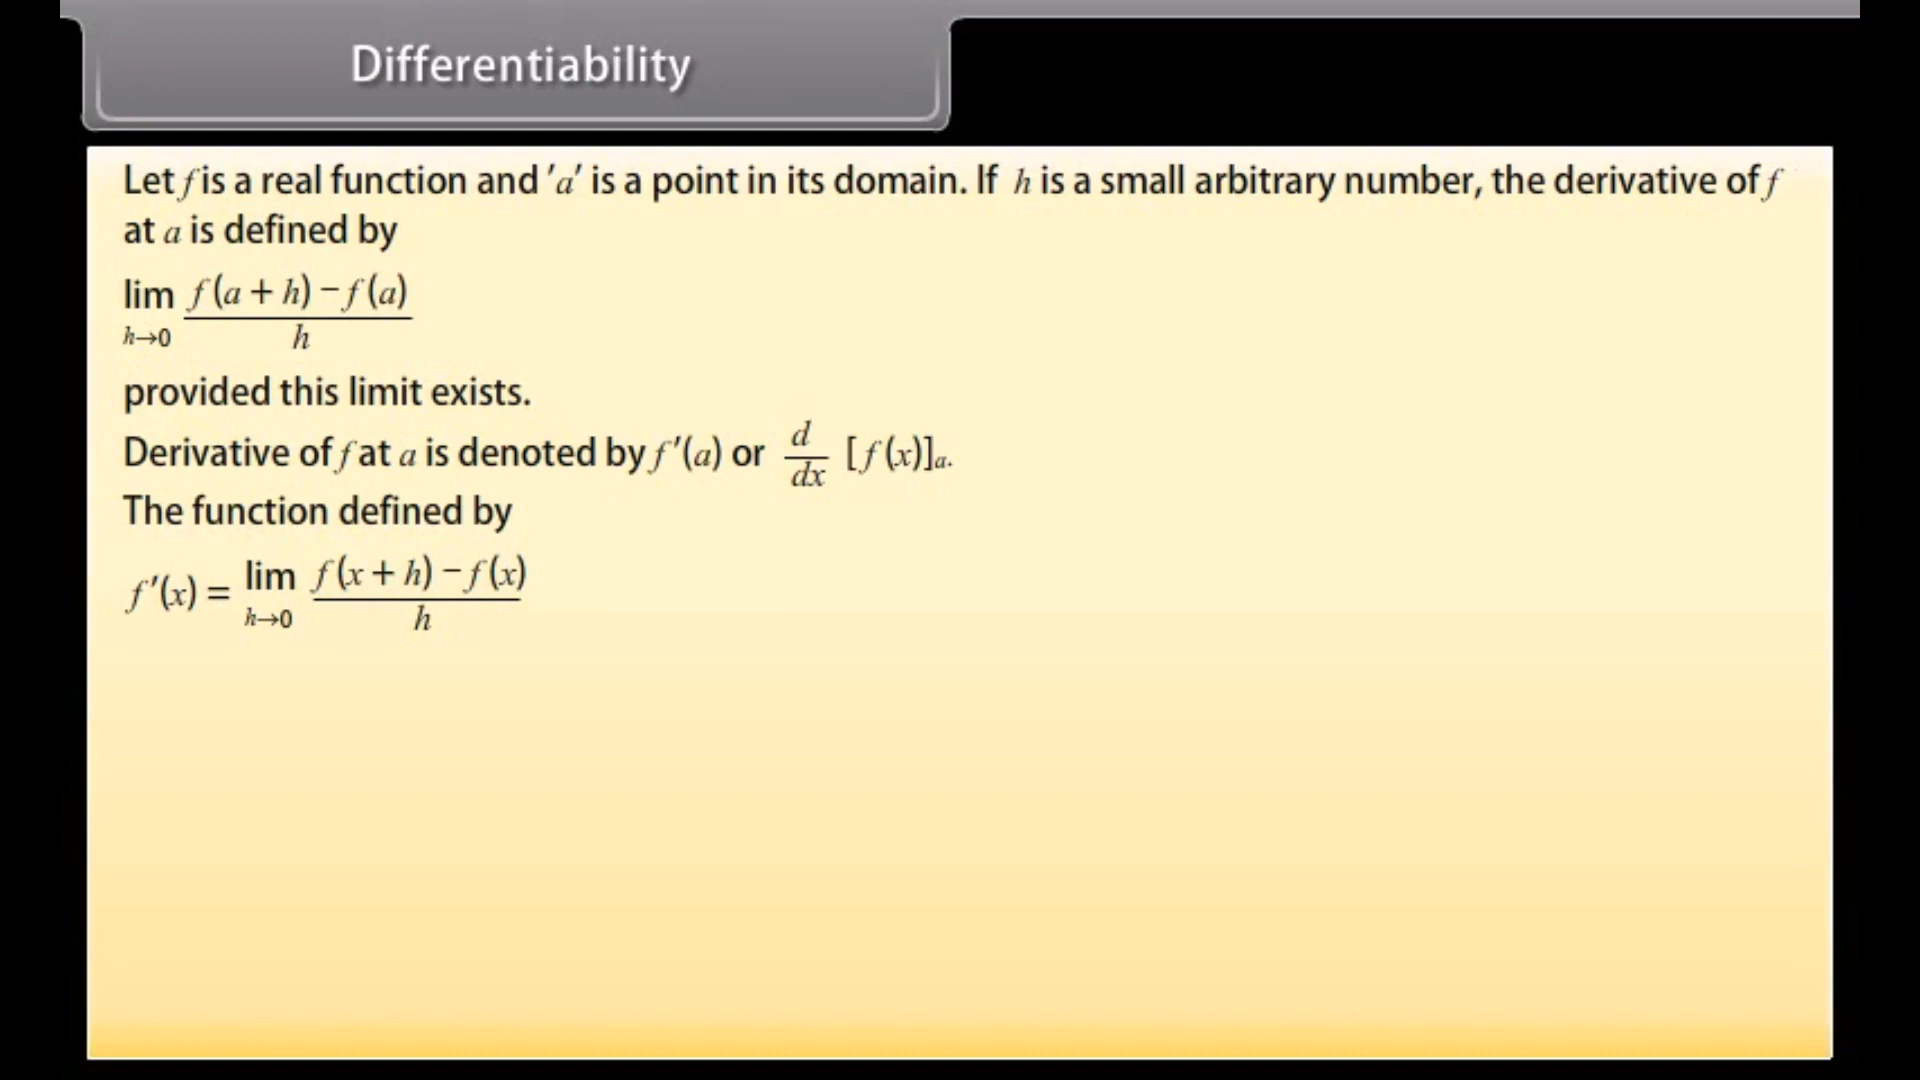 Differentiability
Let f is a real function and 'a' is a point in its domain. If h is a small arbitrary number, the derivative of f
at a is defined by
lim f(a + h) − f(a)
h→0 h
provided this limit exists.
Derivative of f at a is denoted by f′(a) or d/dx [f(x)]a.
The function defined by
f′(x) = lim f(x + h) − f(x)
h→0 h